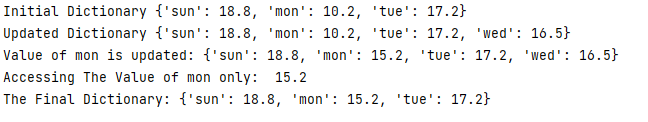 Initial Dictionary {'sun': 18.8, 'mon': 10.2, 'tue': 17.2}
Updated Dictionary {'sun': 18.8, 'mon': 10.2, 'tue': 17.2, 'wed': 16.5}
Value of mon is updated: {'sun': 18.8, 'mon': 15.2, 'tue': 17.2, 'wed': 16.5}
Accessing The Value of mon only:  15.2
The Final Dictionary: {'sun': 18.8, 'mon': 15.2, 'tue': 17.2}